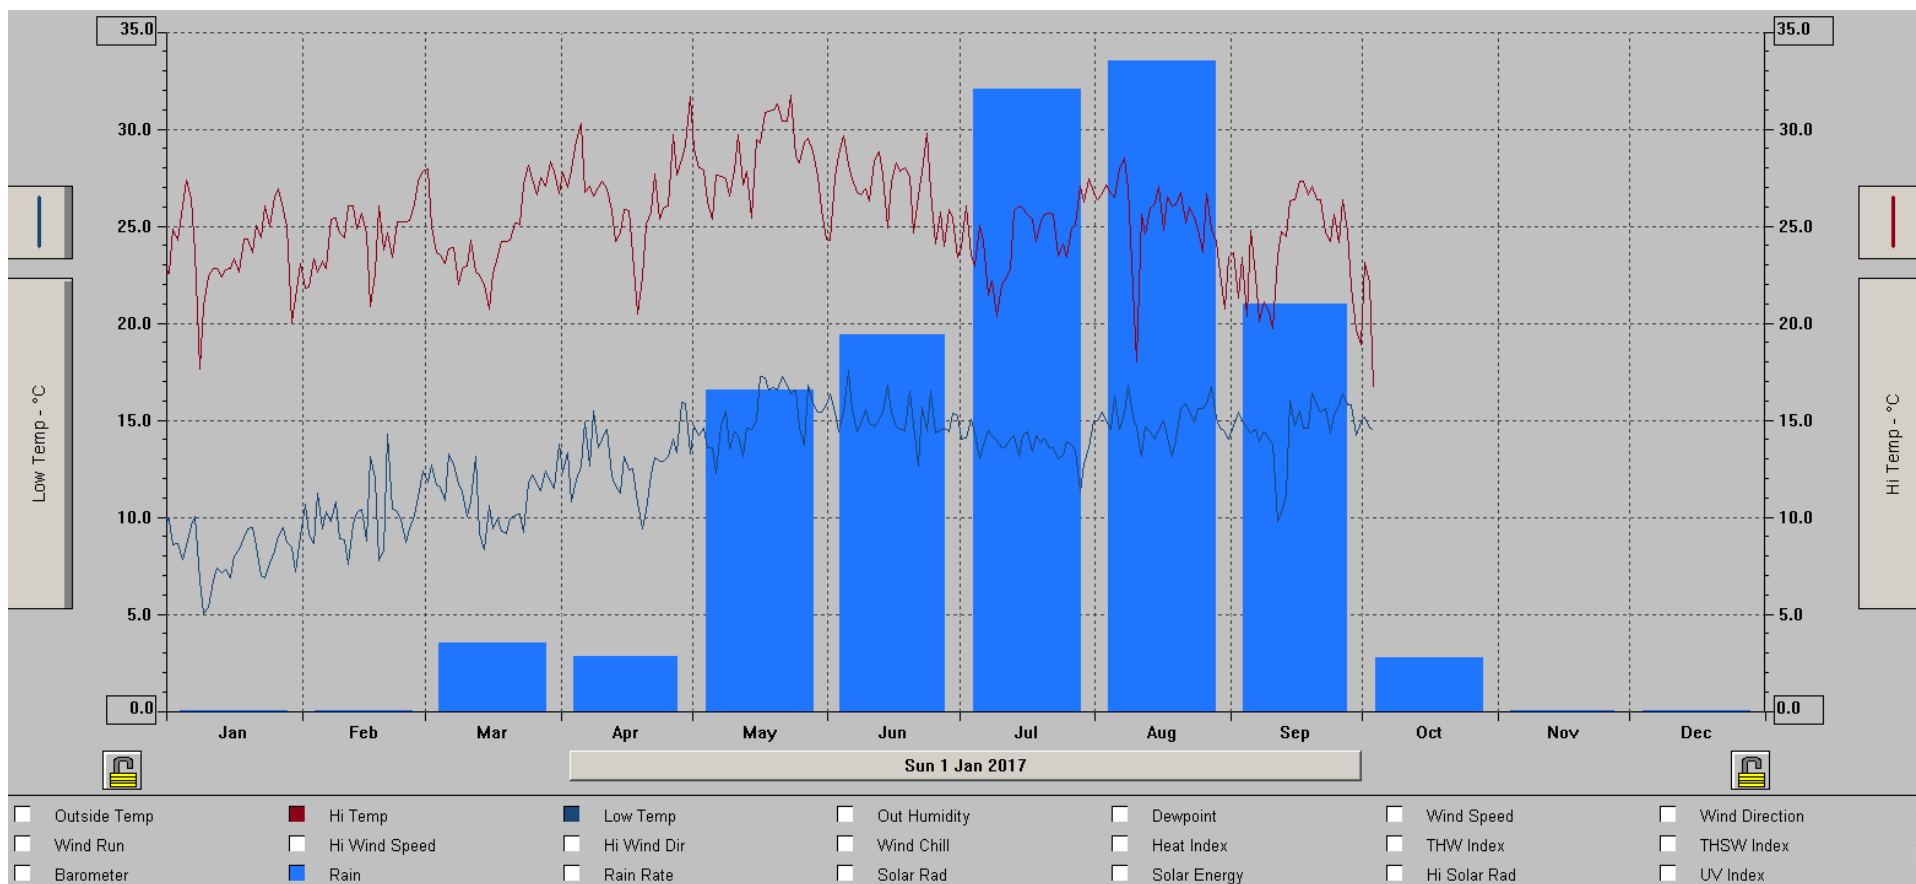 35.0 35.0
30.0 30.0
25.0 25.0
20.0 20.0
15.0 15.0
10.0 10.0
5.0 5.0
0.0 0.0
Low Temp - °C
Hi Temp - °C
Jan Feb Mar Apr May Jun Jul Aug Sep Oct Nov Dec
Sun 1 Jan 2017
Outside Temp Hi Temp Low Temp Out Humidity Dewpoint Wind Speed Wind Direction
Wind Run Hi Wind Speed Hi Wind Dir Wind Chill Heat Index THW Index THSW Index
Barometer Rain Rain Rate Solar Rad Solar Energy Hi Solar Rad UV Index